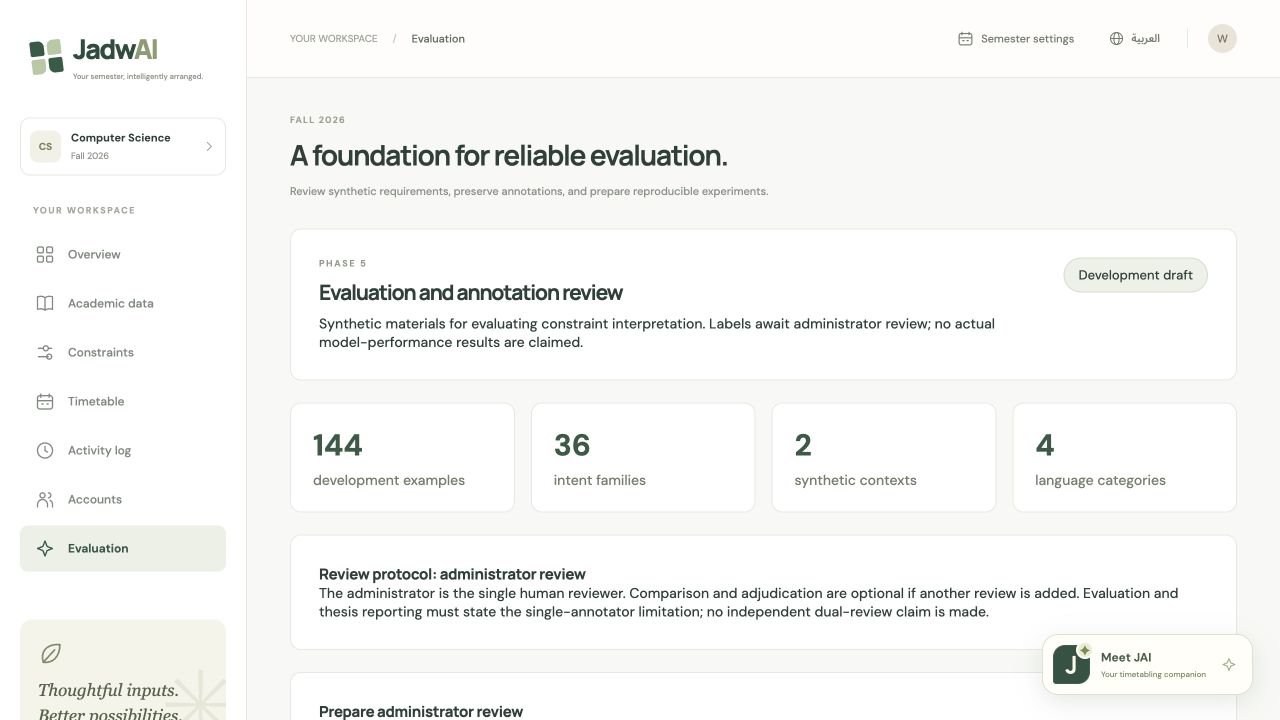 JadwAI
Your semester, intelligently arranged.
CS
Computer Science
Fall 2026
YOUR WORKSPACE
Overview
Academic data
Constraints
Timetable
Activity log
Accounts
Evaluation
Thoughtful inputs.
Better possibilities.
YOUR WORKSPACE / Evaluation
Semester settings
العربية
W
FALL 2026
A foundation for reliable evaluation.
Review synthetic requirements, preserve annotations, and prepare reproducible experiments.
PHASE 5
Evaluation and annotation review
Development draft
Synthetic materials for evaluating constraint interpretation. Labels await administrator review; no actual
model-performance results are claimed.
144
development examples
36
intent families
2
synthetic contexts
4
language categories
Review protocol: administrator review
The administrator is the single human reviewer. Comparison and adjudication are optional if another review is added. Evaluation and
thesis reporting must state the single-annotator limitation; no independent dual-review claim is made.
Prepare administrator review
J
Meet JAI
Your timetabling companion